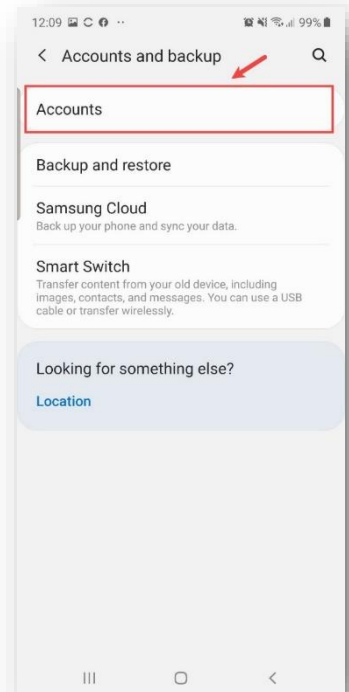 12:09 99%
Accounts and backup
Accounts
Backup and restore
Samsung Cloud
Back up your phone and sync your data.
Smart Switch
Transfer content from your old device, including
images, contacts, and messages. You can use a USB
cable or transfer wirelessly.
Looking for something else?
Location